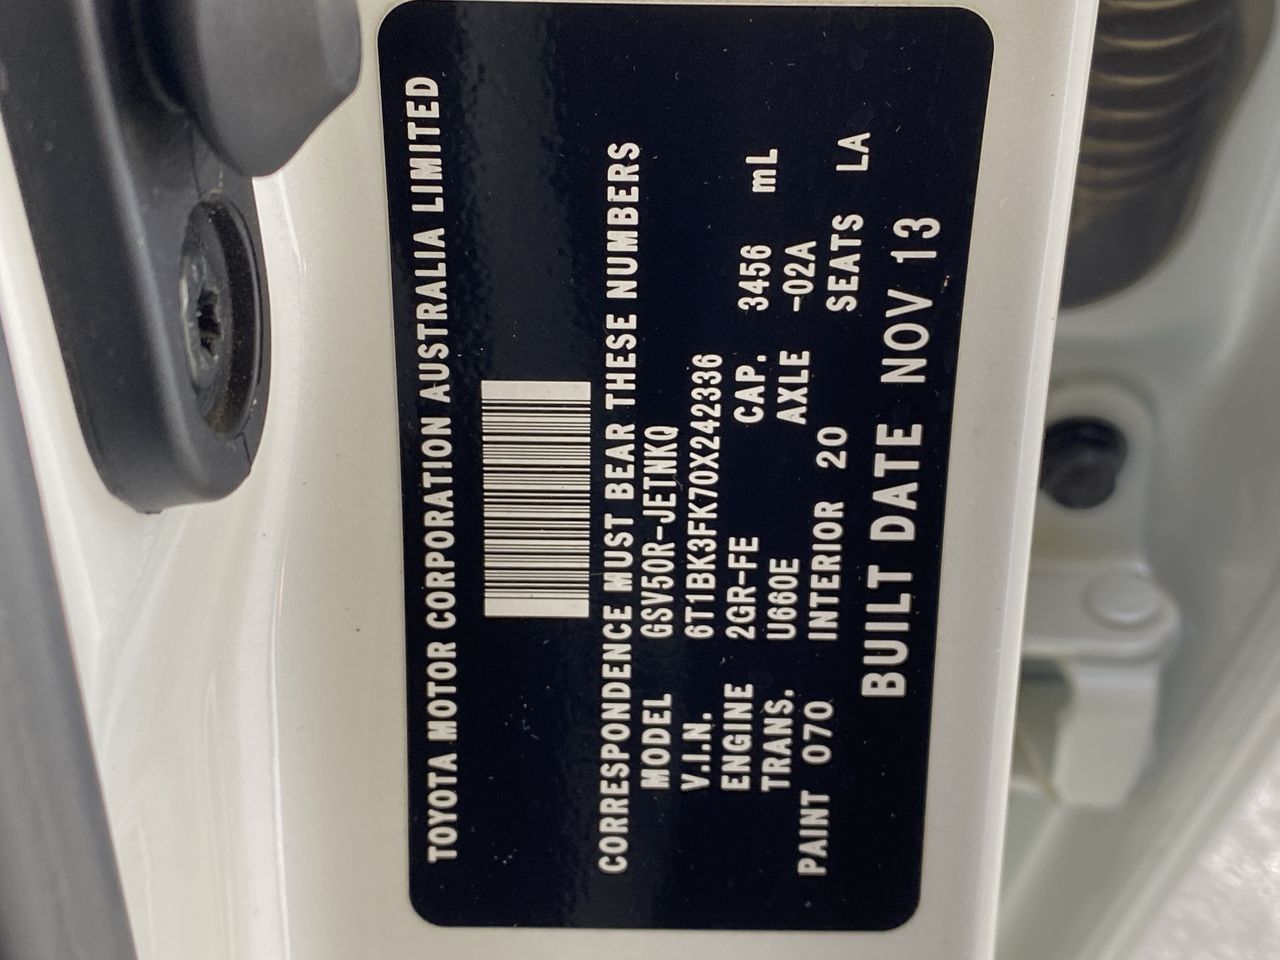 TOYOTA MOTOR CORPORATION AUSTRALIA LIMITED
CORRESPONDENCE MUST BEAR THESE NUMBERS
MODEL GSV50R-JETNKQ
V.I.N. 6T1BK3FK70X242336
ENGINE 2GR-FE CAP. 3456 mL
TRANS. U660E AXLE -02A
PAINT 070 INTERIOR 20 SEATS LA
BUILT DATE NOV 13